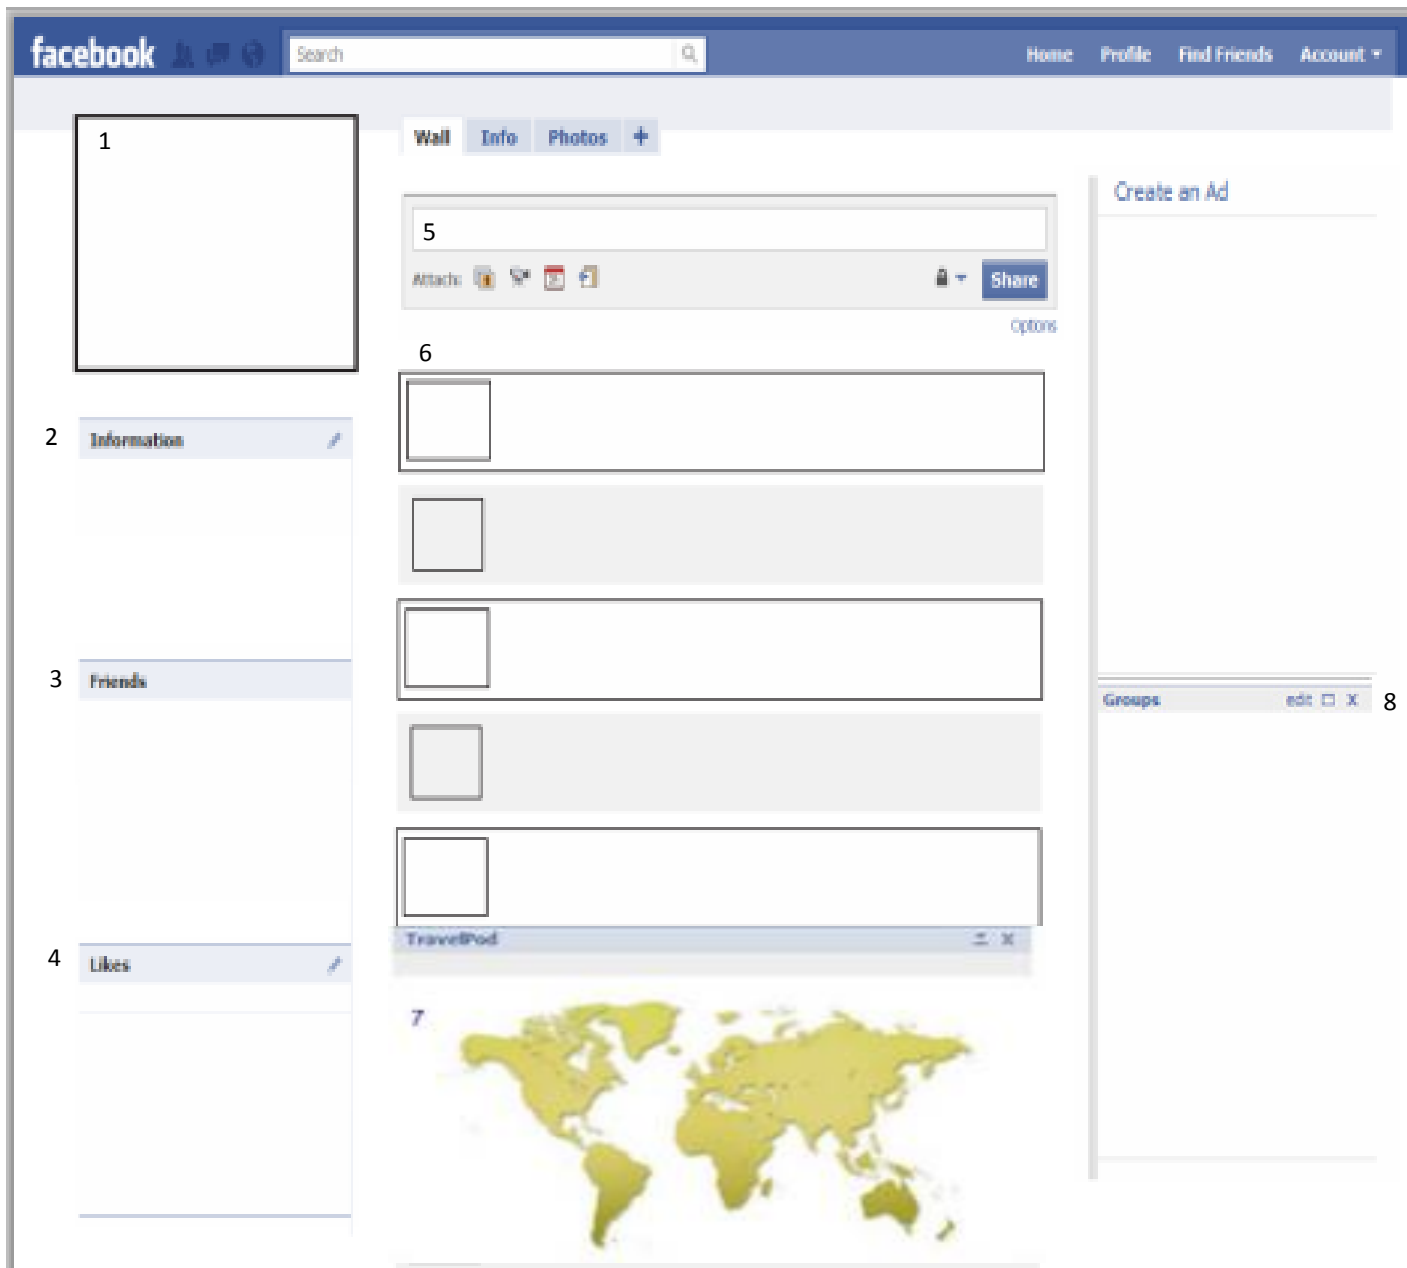 facebook Search Home Profile Find Friends Account
1
Wall Info Photos +
Create an Ad
5
Attach: Share
Options
6
2 Information
3 Friends
Groups edit X 8
TravelPod X
4 Likes
7